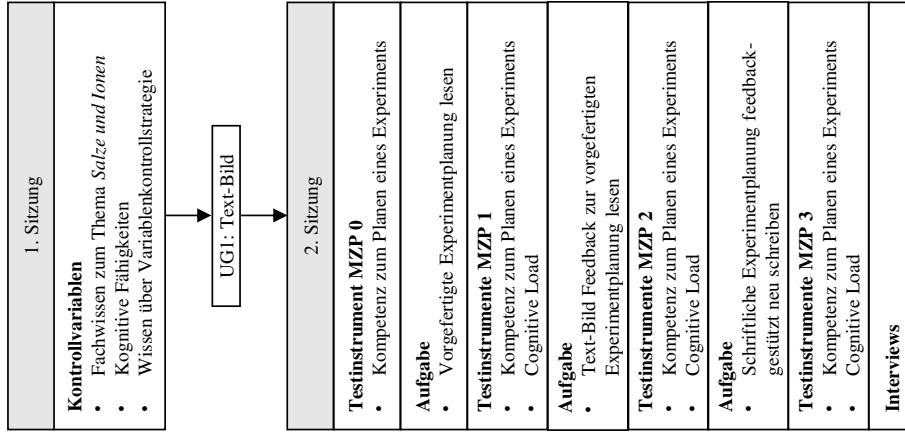 1. Sitzung
Kontrollvariablen
• Fachwissen zum Thema Salze und Ionen
• Kognitive Fähigkeiten
• Wissen über Variablenkontrollstrategie
UG1: Text-Bild
2. Sitzung
Testinstrument MZP 0
• Kompetenz zum Planen eines Experiments
Aufgabe
• Vorgefertigte Experimentplanung lesen
Testinstrumente MZP 1
• Kompetenz zum Planen eines Experiments
• Cognitive Load
Aufgabe
• Text-Bild Feedback zur vorgefertigten
Experimentplanung lesen
Testinstrumente MZP 2
• Kompetenz zum Planen eines Experiments
• Cognitive Load
Aufgabe
• Schriftliche Experimentplanung feedback-
gestützt neu schreiben
Testinstrumente MZP 3
• Kompetenz zum Planen eines Experiments
• Cognitive Load
Interviews